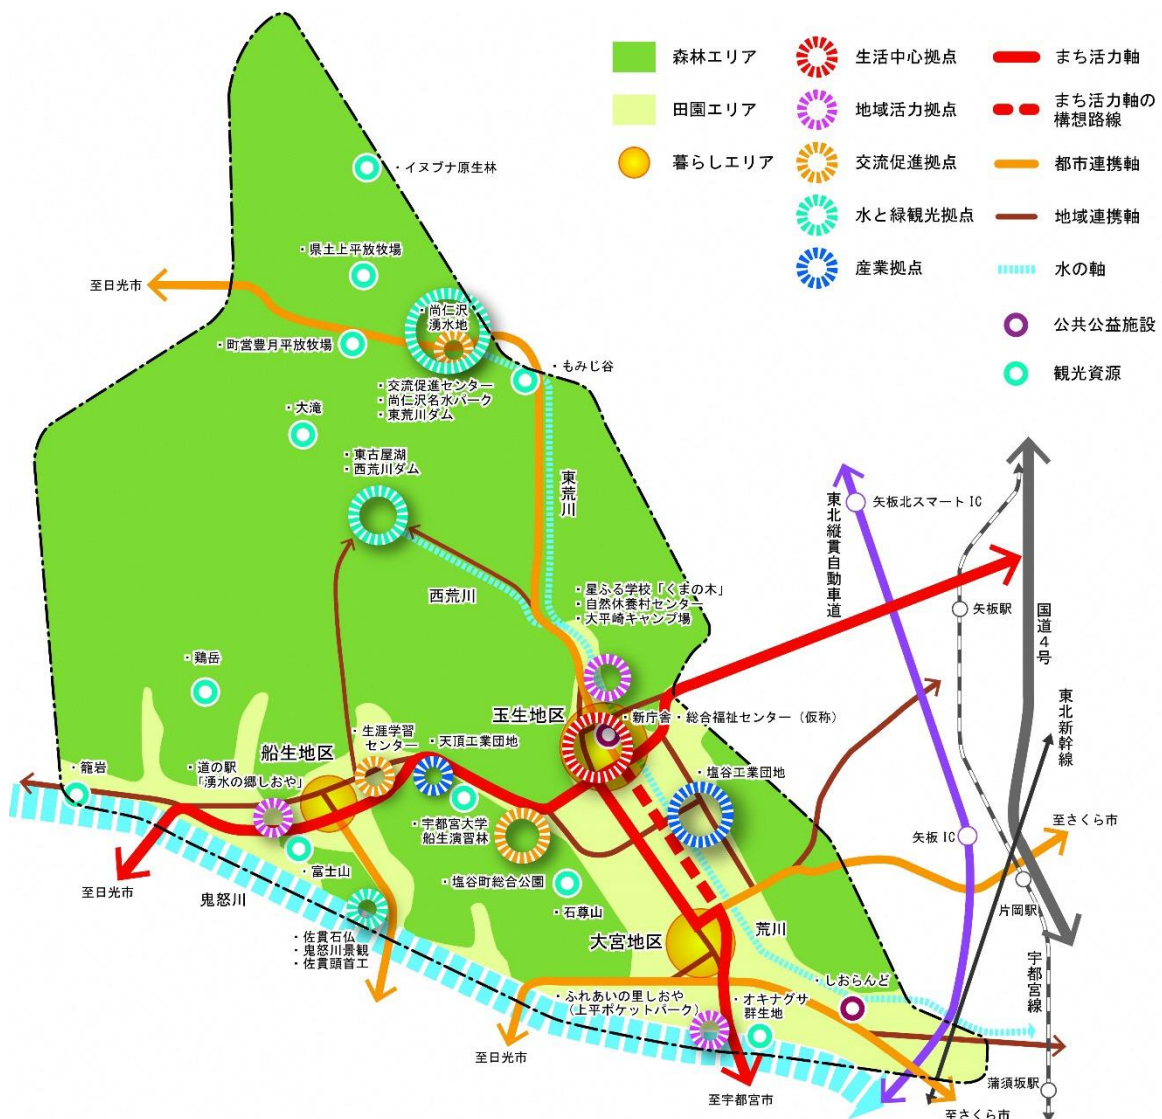 森林エリア
田園エリア
暮らしエリア
生活中心拠点
地域活力拠点
交流促進拠点
水と緑観光拠点
産業拠点
まち活力軸
まち活力軸の
構想路線
都市連携軸
地域連携軸
水の軸
公共公益施設
観光資源
・イヌブナ原生林
・県土上平放牧場
至日光市
・尚仁沢
湧水地
・町営豊月平放牧場
・もみじ谷
・交流促進センター
・尚仁沢名水パーク
・東荒川ダム
・大滝
・東古屋湖
・西荒川ダム
東荒川
西荒川
・星ふる学校「くまの木」
・自然休養村センター
・大平崎キャンプ場
東北縦貫自動車道
矢板北スマートIC
矢板駅
国道4号
東北新幹線
・鶏岳
玉生地区
・新庁舎・総合福祉センター（仮称）
船生地区
・生涯学習
センター
・天頂工業団地
・籠岩
・道の駅
「湧水の郷しおや」
・塩谷工業団地
・宇都宮大学
船生演習林
至さくら市
矢板IC
・富士山
至日光市
鬼怒川
・塩谷町総合公園
・石尊山
片岡駅
・佐貫石仏
・鬼怒川景観
・佐貫頭首工
大宮地区
荒川
宇都宮線
・しおらんど
・ふれあいの里しおや
（上平ポケットパーク）
・オキナグサ
群生地
至日光市
至宇都宮市
蒲須坂駅
至さくら市